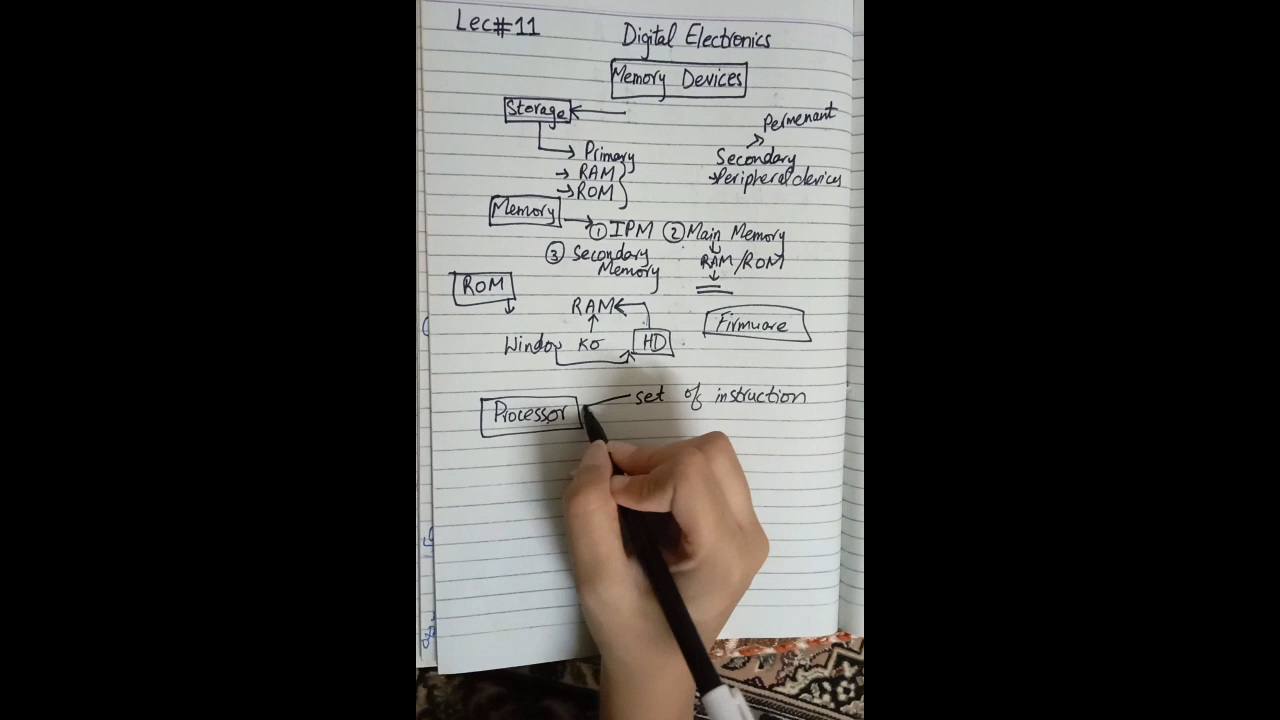 Lec#11
Digital Electronics
Memory Devices
Storage
Permenant
→ Primary
Secondary
→ RAM
→ Peripheral devices
→ ROM
Memory
① IPM ② Main Memory
③ Secondary
Memory
RAM/ROM
ROM
RAM
Firmware
Window KO HD
Processor
set of instruction